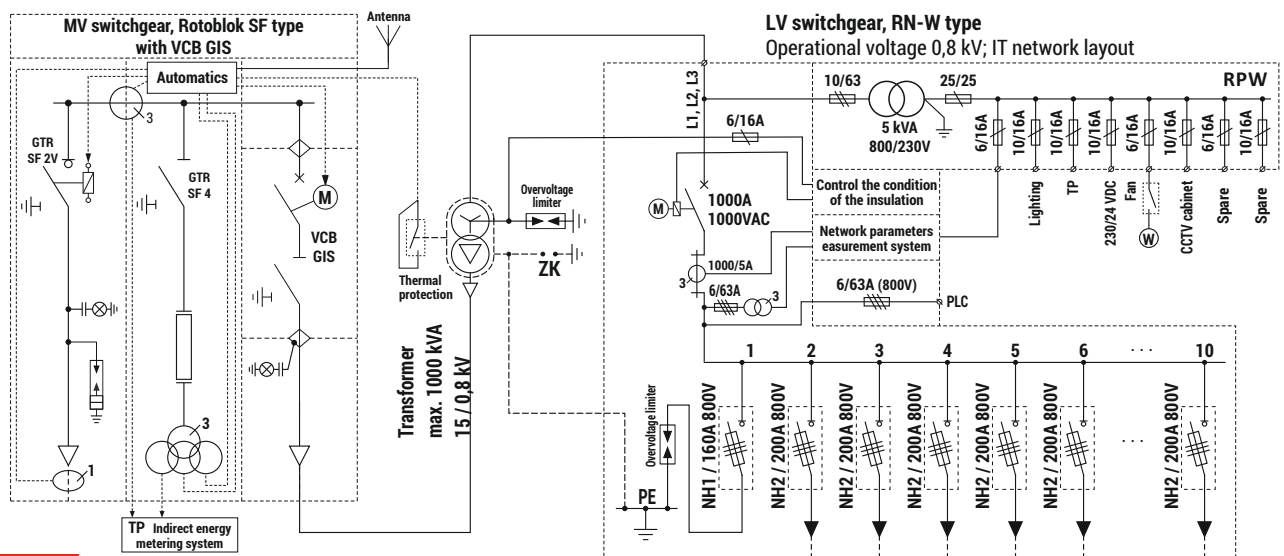 MV switchgear, Rotoblok SF type
with VCB GIS
Antenna
Automatics
3
GTR
SF 2V
GTR
SF 4
M
VCB
GIS
3
1
TP Indirect energy
metering system
Thermal
protection
Overvoltage
limiter
ZK
Transformer
max. 1000 kVA
15 / 0,8 kV
LV switchgear, RN-W type
Operational voltage 0,8 kV; IT network layout
L1, L2, L3
10/63
25/25
RPW
5 kVA
800/230V
6/16A
6/16A
10/16A
10/16A
10/16A
6/16A
10/16A
6/16A
10/16A
Lighting
TP
230/24 VDC
Fan
CCTV cabinet
Spare
Spare
W
Control the condition
of the insulation
M
1000A
1000VAC
Network parameters
easurement system
1000/5A
3
6/63A
3
6/63A (800V)
PLC
1
2
3
4
5
6
· · ·
10
Overvoltage limiter
PE
NH1 / 160A 800V
NH2 / 200A 800V
NH2 / 200A 800V
NH2 / 200A 800V
NH2 / 200A 800V
NH2 / 200A 800V
· · ·
NH2 / 200A 800V